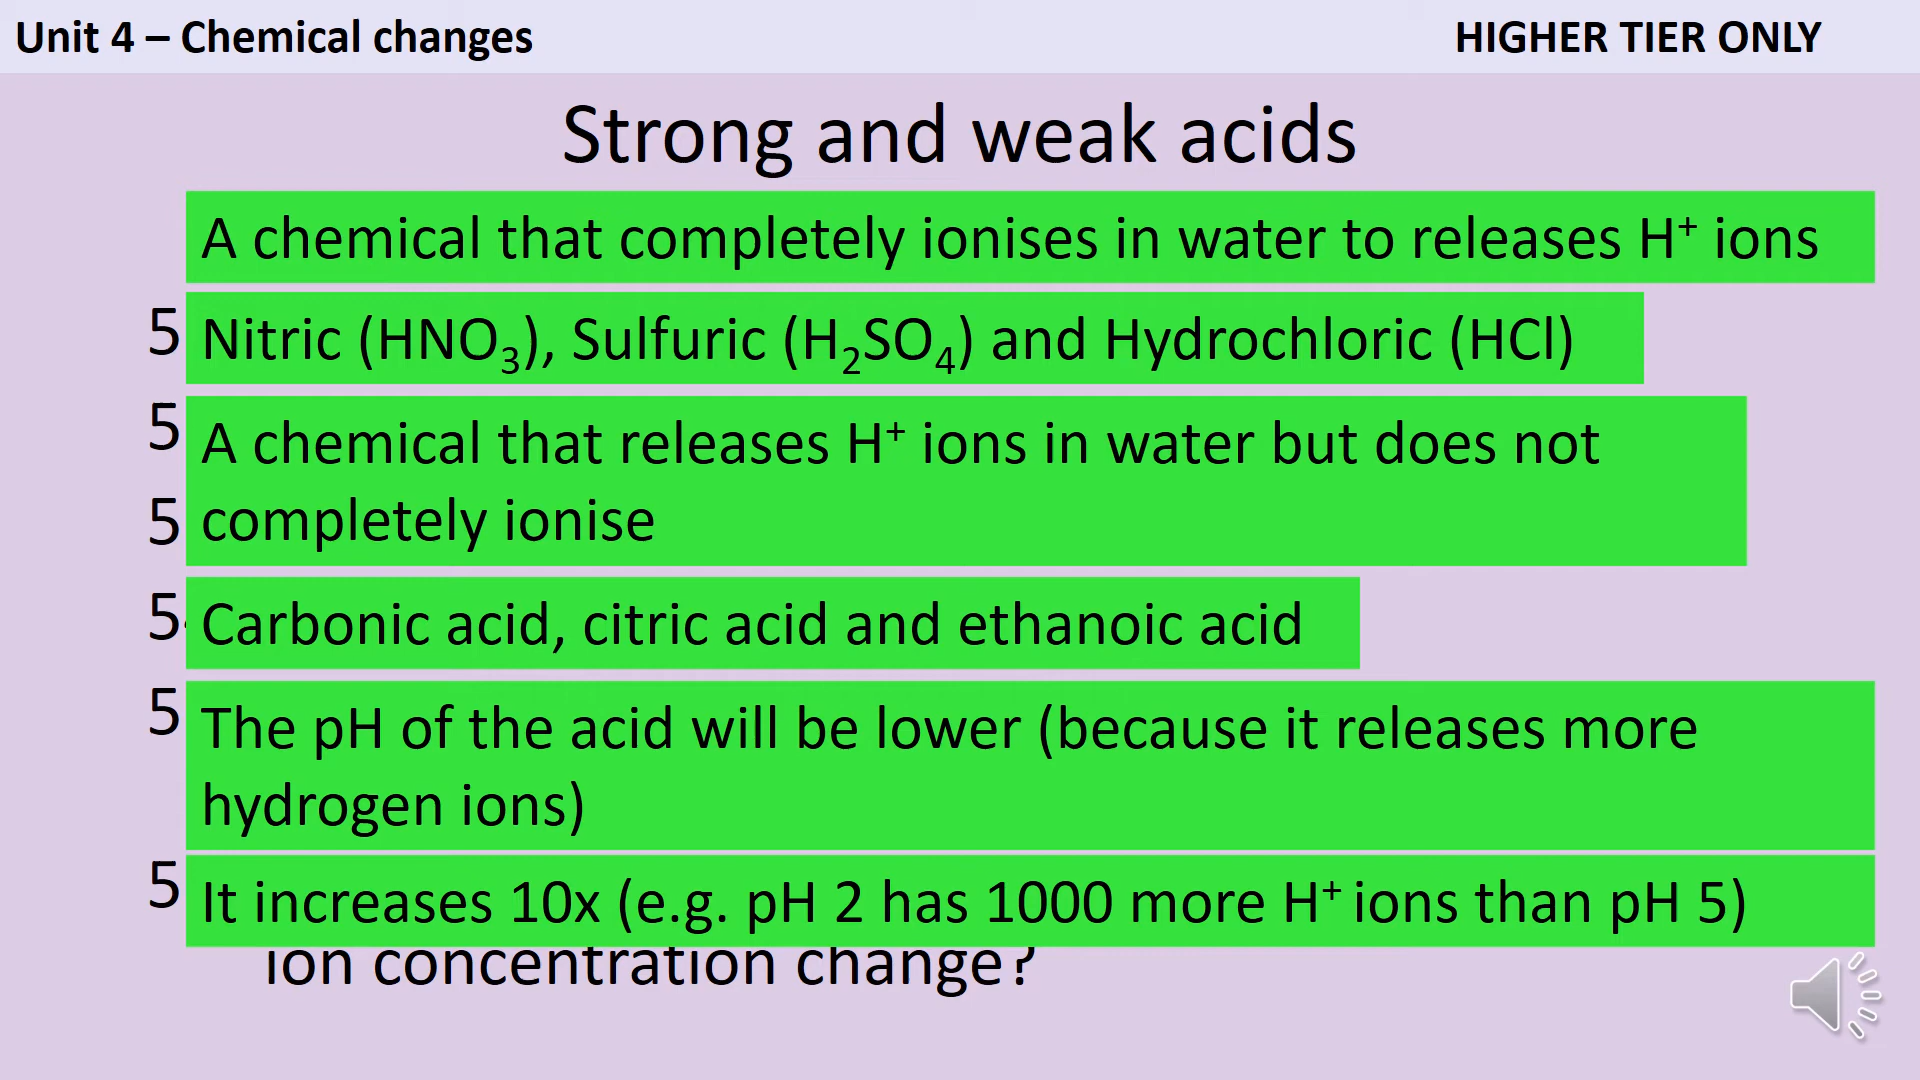 Unit 4 – Chemical changes
HIGHER TIER ONLY
Strong and weak acids
A chemical that completely ionises in water to releases H⁺ ions
5
Nitric (HNO₃), Sulfuric (H₂SO₄) and Hydrochloric (HCl)
5
A chemical that releases H⁺ ions in water but does not
5
completely ionise
5
Carbonic acid, citric acid and ethanoic acid
5
The pH of the acid will be lower (because it releases more
hydrogen ions)
5
It increases 10x (e.g. pH 2 has 1000 more H⁺ ions than pH 5)
ion concentration change?